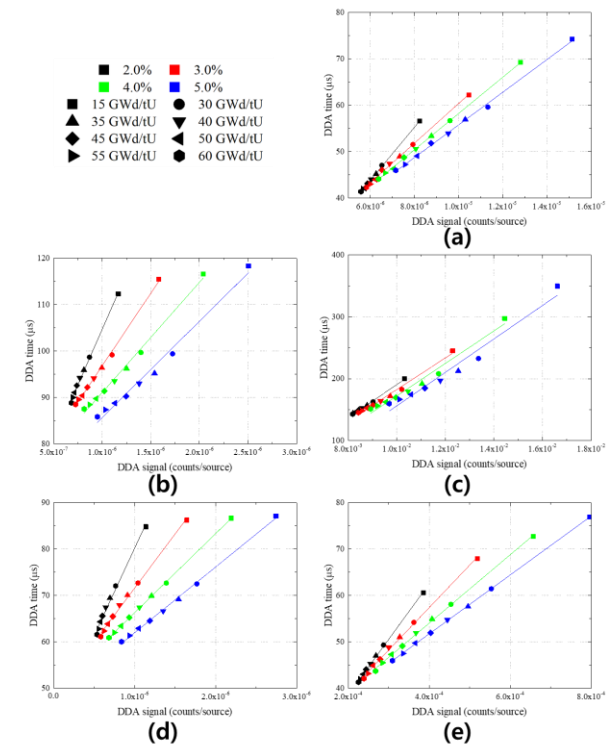 2.0% 3.0%
4.0% 5.0%
15 GWd/tU 30 GWd/tU
35 GWd/tU 40 GWd/tU
45 GWd/tU 50 GWd/tU
55 GWd/tU 60 GWd/tU
80
70
60
50
40
DDA time (μs)
6.0x10⁻⁶ 8.0x10⁻⁶ 1.0x10⁻⁵ 1.2x10⁻⁵ 1.4x10⁻⁵ 1.6x10⁻⁵
DDA signal (counts/source)
(a)
120
110
100
90
80
DDA time (μs)
5.0x10⁻⁷ 1.0x10⁻⁶ 1.5x10⁻⁶ 2.0x10⁻⁶ 2.5x10⁻⁶ 3.0x10⁻⁶
DDA signal (counts/source)
(b)
400
300
200
100
DDA time (μs)
8.0x10⁻³ 1.0x10⁻² 1.2x10⁻² 1.4x10⁻² 1.6x10⁻² 1.8x10⁻²
DDA signal (counts/source)
(c)
90
80
70
60
50
DDA time (μs)
0.0 1.0x10⁻⁶ 2.0x10⁻⁶ 3.0x10⁻⁶
DDA signal (counts/source)
(d)
80
70
60
50
40
DDA time (μs)
2.0x10⁻⁴ 4.0x10⁻⁴ 6.0x10⁻⁴ 8.0x10⁻⁴
DDA signal (counts/source)
(e)